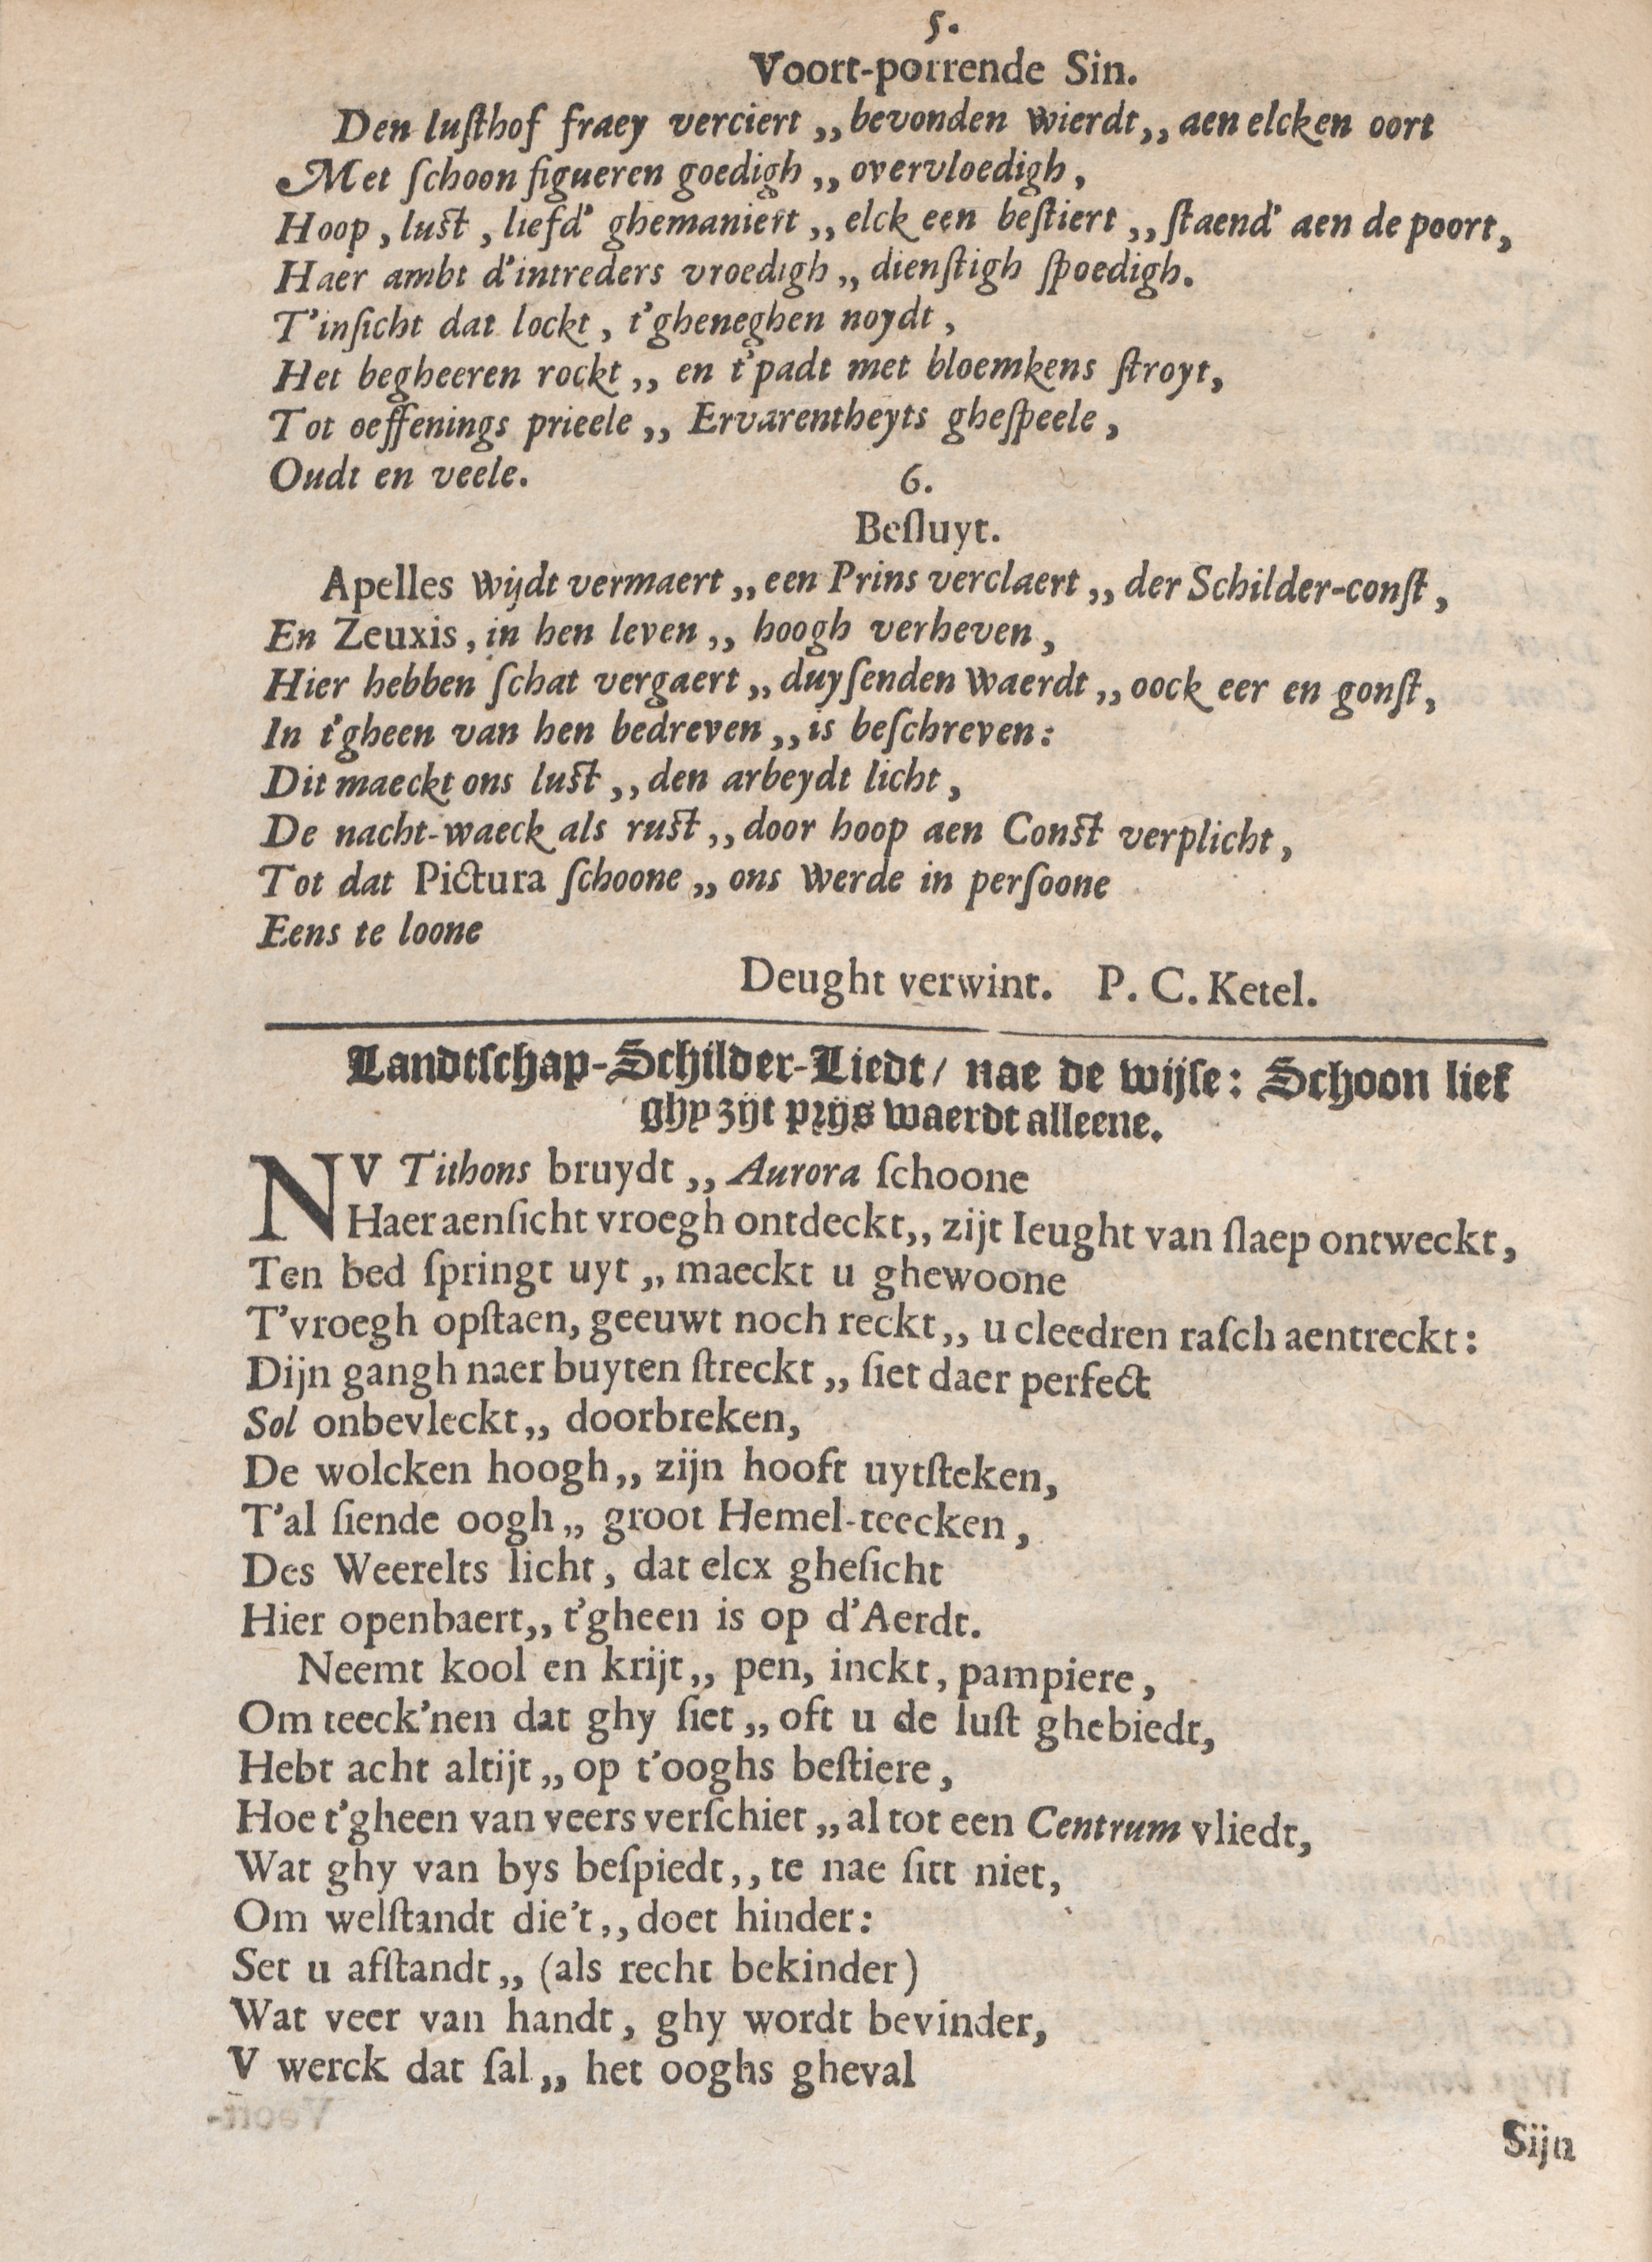 5.
Voort-porrende Sin.
Den luſthof fraey verciert ,, bevonden wierdt ,, aen elcken oort
Met ſchoon figueren goedigh ,, overvloedigh ,
Hoop , luſt , liefd' ghemaniert ,, elck een beſtiert ,, ſtaend' aen de poort ,
Haer ambt d'intreders vroedigh ,, dienſtigh ſpoedigh.
T'inſicht dat lockt , t'gheneghen noydt ,
Het begheeren rockt ,, en t'padt met bloemkens ſtroyt,
Tot oeffenings prieele ,, Ervarentheyts gheſpeele ,
Oudt en veele.
6.
Beſluyt.
Apelles wijdt vermaert ,, een Prins verclaert ,, der Schilder-conſt ,
En Zeuxis , in hen leven ,, hoogh verheven ,
Hier hebben ſchat vergaert ,, duyſenden waerdt ,, oock eer en gonſt ,
In t'gheen van hen bedreven ,, is beſchreven :
Dit maeckt ons luſt ,, den arbeydt licht ,
De nacht-waeck als ruſt ,, door hoop aen Conſt verplicht ,
Tot dat Pictura ſchoone ,, ons werde in perſoone
Eens te loone
Deught verwint. P. C. Ketel.
Landtſchap-Schilder-Liedt / nae de wijſe: Schoon lief
ghy zijt prijs waerdt alleene.
NV Tithons bruydt ,, Aurora ſchoone
Haer aenſicht vroegh ontdeckt ,, zijt Ieught van ſlaep ontweckt ,
Ten bed ſpringt uyt ,, maeckt u ghewoone
T'vroegh opſtaen, geeuwt noch reckt ,, u cleedren raſch aentreckt :
Dijn gangh naer buyten ſtreckt ,, ſiet daer perfect
Sol onbevleckt ,, doorbreken,
De wolcken hoogh ,, zijn hooft uytſteken,
T'al ſiende oogh ,, groot Hemel-teecken ,
Des Weerelts licht , dat elcx gheſicht
Hier openbaert ,, t'gheen is op d'Aerdt.
Neemt kool en krijt ,, pen, inckt , pampiere ,
Om teeck'nen dat ghy ſiet ,, oft u de luſt ghebiedt,
Hebt acht altijt ,, op t'ooghs beſtiere ,
Hoe t'gheen van veers verſchiet ,, al tot een Centrum vliedt,
Wat ghy van bys beſpiedt ,, te nae ſitt niet,
Om welſtandt die't ,, doet hinder:
Set u afſtandt ,, (als recht bekinder)
Wat veer van handt , ghy wordt bevinder,
V werck dat ſal ,, het ooghs gheval
Sijn